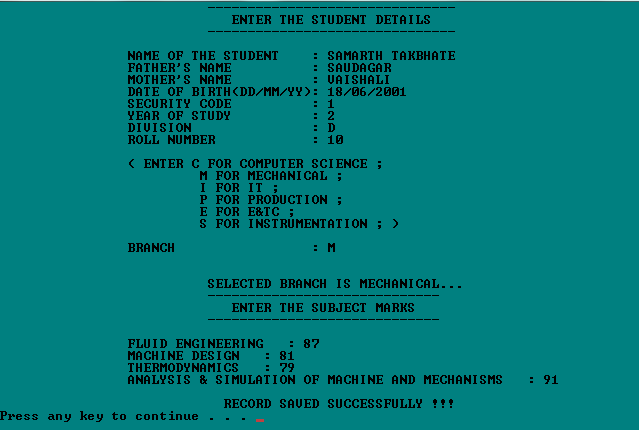 -------------------------------
ENTER THE STUDENT DETAILS
-------------------------------
NAME OF THE STUDENT : SAMARTH TAKBHATE
FATHER'S NAME : SAUDAGAR
MOTHER'S NAME : VAISHALI
DATE OF BIRTH(DD/MM/YY): 18/06/2001
SECURITY CODE : 1
YEAR OF STUDY : 2
DIVISION : D
ROLL NUMBER : 10
( ENTER C FOR COMPUTER SCIENCE ;
M FOR MECHANICAL ;
I FOR IT ;
P FOR PRODUCTION ;
E FOR E&TC ;
S FOR INSTRUMENTATION ; )
BRANCH : M
SELECTED BRANCH IS MECHANICAL...
-----------------------------
ENTER THE SUBJECT MARKS
-----------------------------
FLUID ENGINEERING : 87
MACHINE DESIGN : 81
THERMODYNAMICS : 79
ANALYSIS & SIMULATION OF MACHINE AND MECHANISMS : 91
RECORD SAVED SUCCESSFULLY !!!
Press any key to continue . . . _